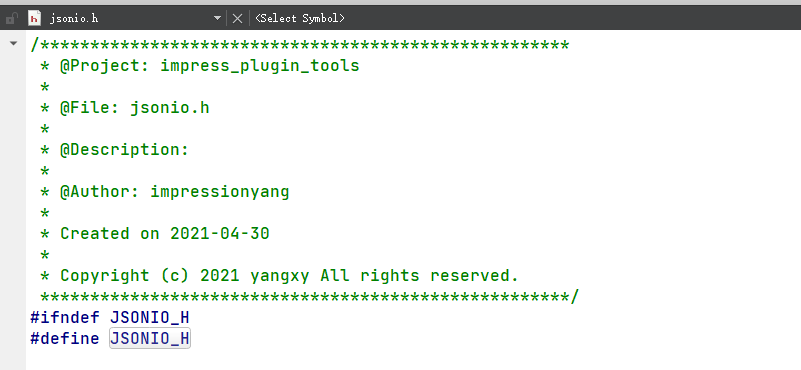 jsonio.h <Select Symbol>
/*****************************************************
* @Project: impress_plugin_tools
*
* @File: jsonio.h
*
* @Description:
*
* @Author: impressionyang
*
* Created on 2021-04-30
*
* Copyright (c) 2021 yangxy All rights reserved.
*****************************************************/
#ifndef JSONIO_H
#define JSONIO_H